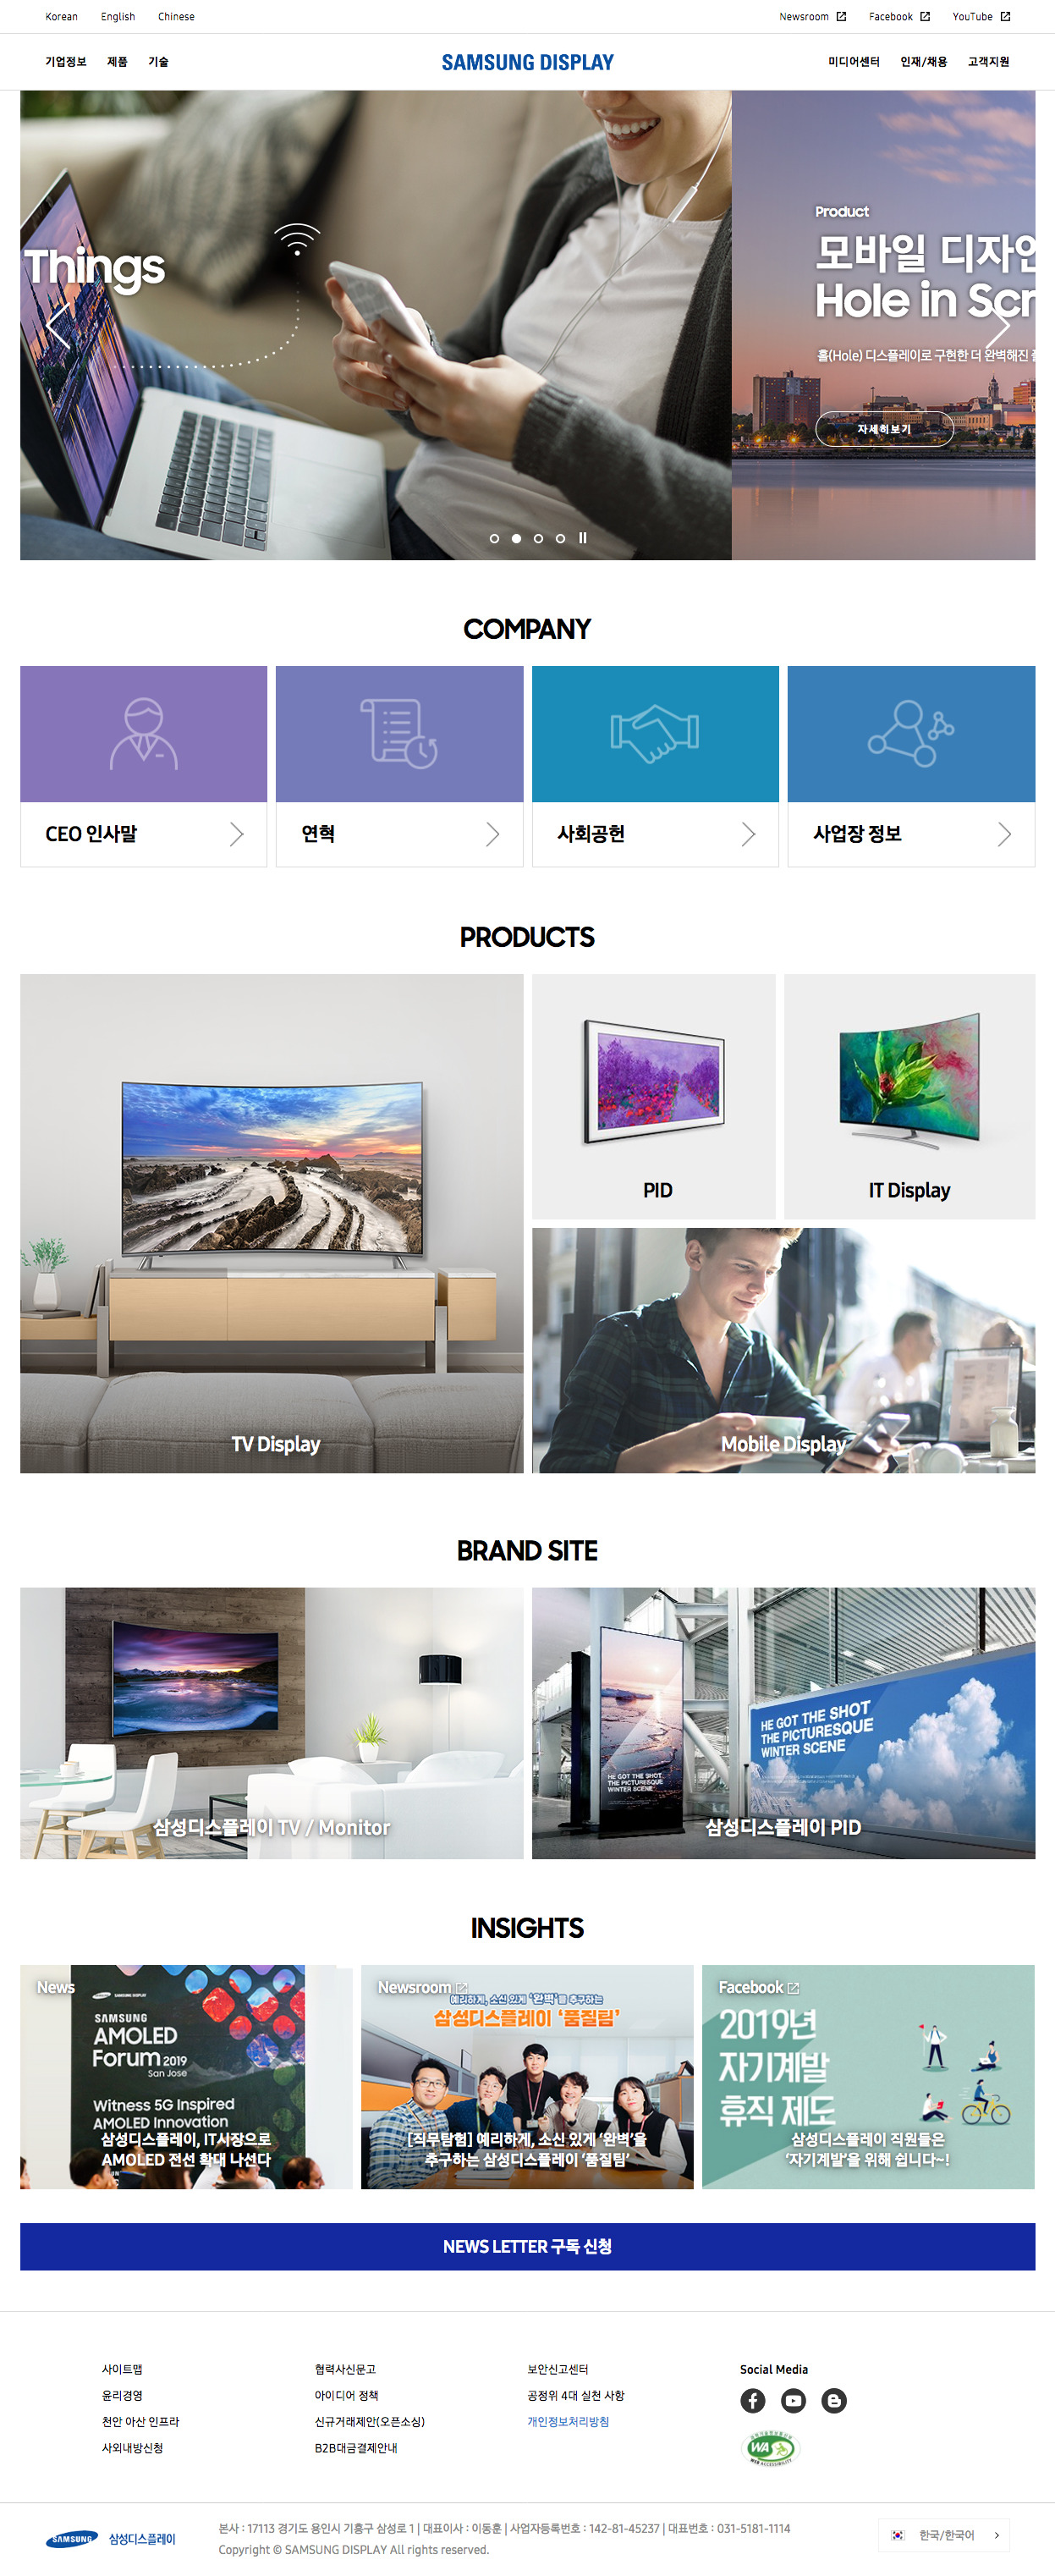 Korean English Chinese Newsroom Facebook YouTube
기업정보 제품 기술 SAMSUNG DISPLAY 미디어센터 인재/채용 고객지원
Things
Product
모바일 디자인
Hole in Scr
홀(Hole) 디스플레이로 구현한 더 완벽해진
자세히보기
COMPANY
CEO 인사말
연혁
사회공헌
사업장 정보
PRODUCTS
PID
IT Display
TV Display
Mobile Display
BRAND SITE
HE GOT THE SHOT
THE PICTURESQUE
WINTER SCENE
HE GOT THE SHOT
THE PICTURESQUE
WINTER SCENE
삼성디스플레이 TV / Monitor
삼성디스플레이 PID
INSIGHTS
News
SAMSUNG DISPLAY
SAMSUNG
AMOLED
Forum 2019
San Jose
Witness 5G Inspired
AMOLED Innovation
삼성디스플레이, IT시장으로
AMOLED 전선 확대 나선다
Newsroom
예리하게, 소신 있게 ‘완벽’을 추구하는
삼성디스플레이 ‘품질팀’
[직무탐험] 예리하게, 소신 있게 ‘완벽’을
추구하는 삼성디스플레이 ‘품질팀’
Facebook
2019년
자기계발
휴직 제도
삼성디스플레이 직원들은
‘자기계발’을 위해 쉽니다~!
NEWS LETTER 구독 신청
사이트맵
윤리경영
천안 아산 인프라
사외내방신청
협력사신문고
아이디어 정책
신규거래제안(오픈소싱)
B2B대금결제안내
보안신고센터
공정위 4대 실천 사항
개인정보처리방침
Social Media
WA
WEB ACCESSIBILITY
SAMSUNG 삼성디스플레이
본사 : 17113 경기도 용인시 기흥구 삼성로 1 | 대표이사 : 이동훈 | 사업자등록번호 : 142-81-45237 | 대표번호 : 031-5181-1114
Copyright © SAMSUNG DISPLAY All rights reserved.
한국/한국어